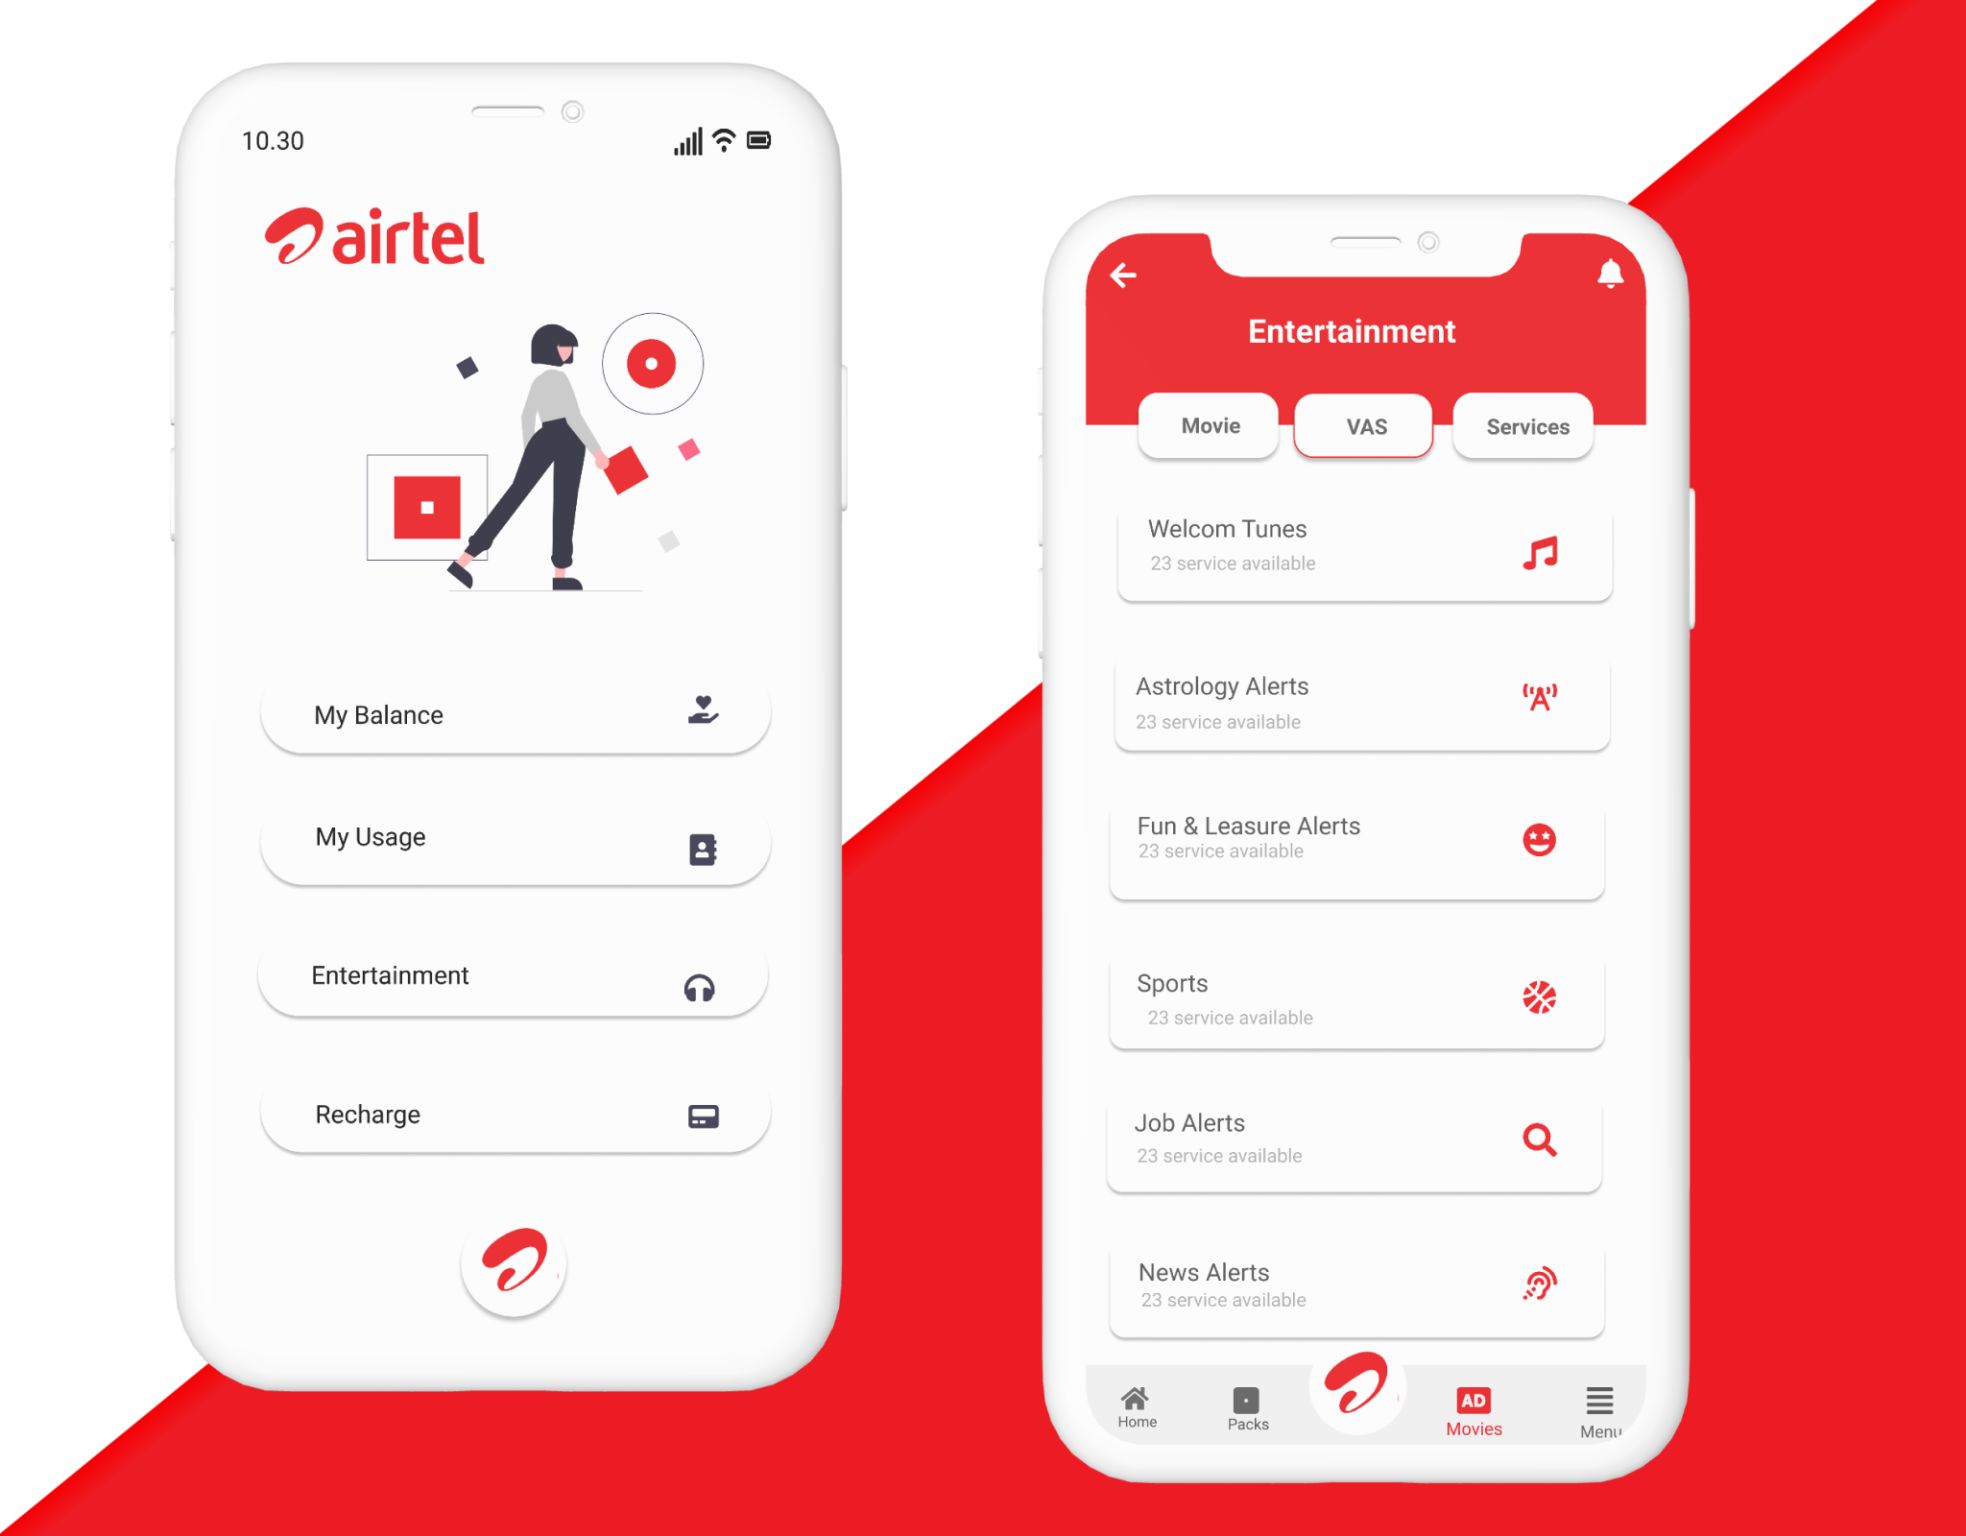 10.30
airtel
My Balance
My Usage
Entertainment
Recharge
Entertainment
Movie
VAS
Services
Welcom Tunes
23 service available
Astrology Alerts
23 service available
Fun & Leasure Alerts
23 service available
Sports
23 service available
Job Alerts
23 service available
News Alerts
23 service available
Home
Packs
AD
Movies
Menu